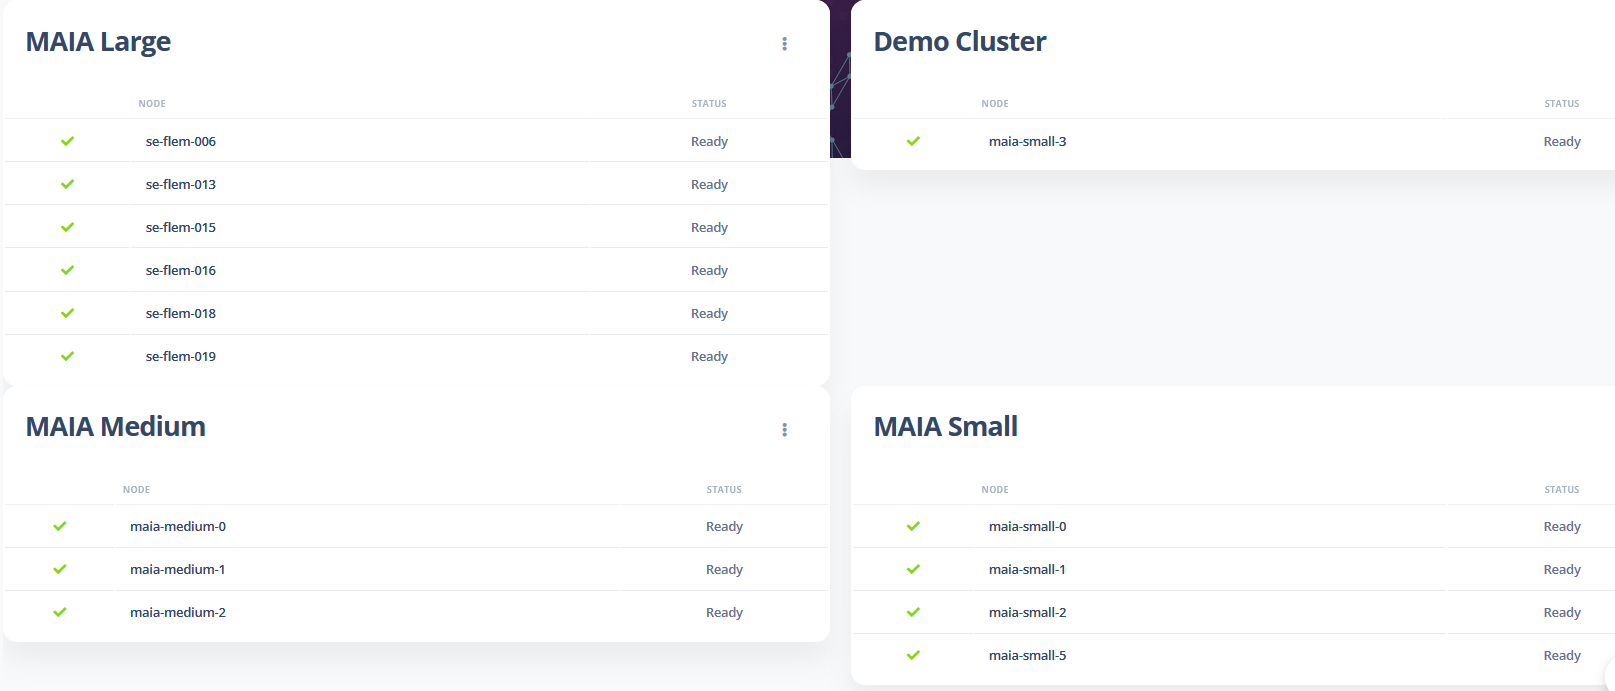 MAIA Large
NODE STATUS
se-flem-006 Ready
se-flem-013 Ready
se-flem-015 Ready
se-flem-016 Ready
se-flem-018 Ready
se-flem-019 Ready
Demo Cluster
NODE STATUS
maia-small-3 Ready
MAIA Medium
NODE STATUS
maia-medium-0 Ready
maia-medium-1 Ready
maia-medium-2 Ready
MAIA Small
NODE STATUS
maia-small-0 Ready
maia-small-1 Ready
maia-small-2 Ready
maia-small-5 Ready